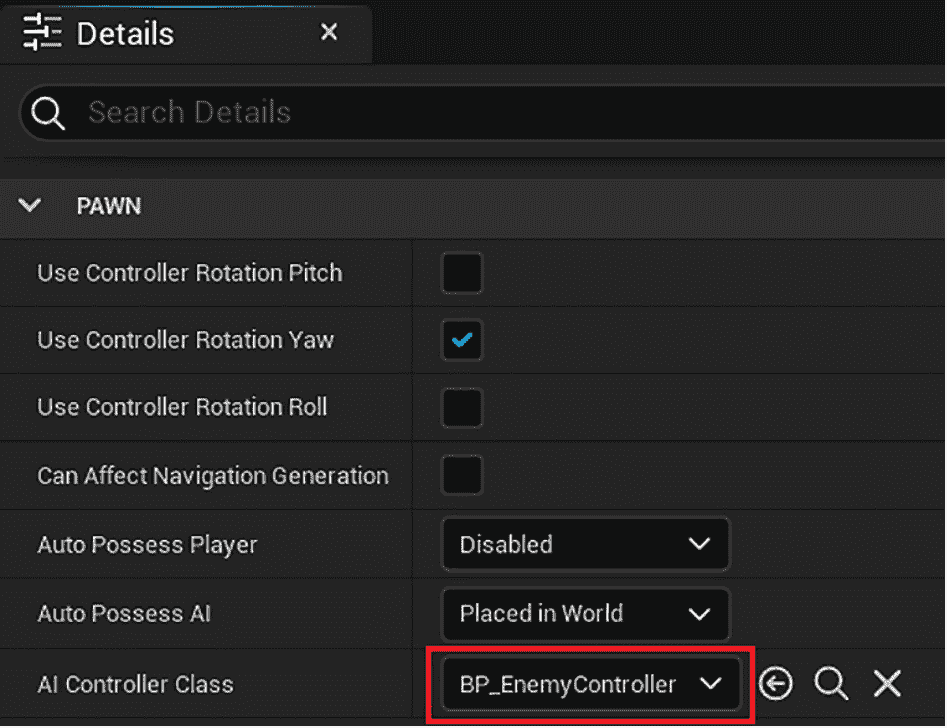 Details
Search Details
PAWN
Use Controller Rotation Pitch
Use Controller Rotation Yaw
Use Controller Rotation Roll
Can Affect Navigation Generation
Auto Possess Player Disabled
Auto Possess AI Placed in World
AI Controller Class BP_EnemyController